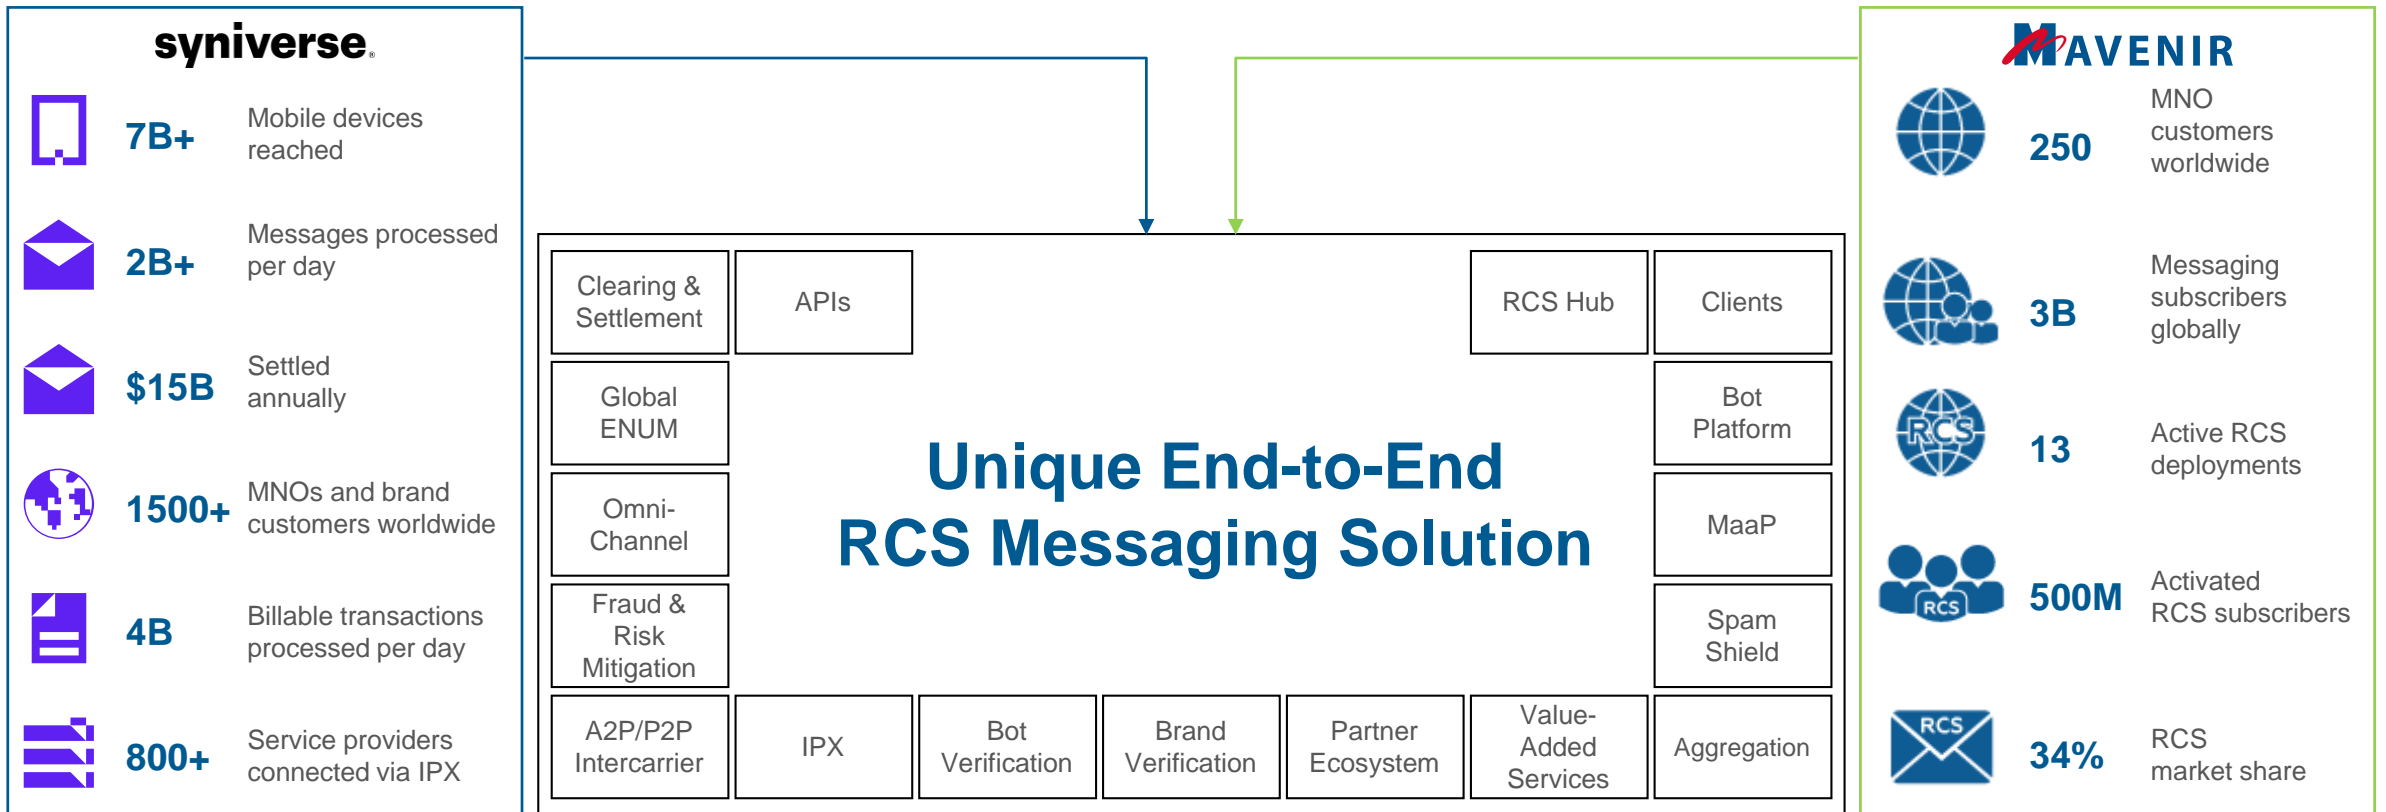 syniverse®
7B+
Mobile devices
reached
2B+
Messages processed
per day
$15B
Settled
annually
1500+
MNOs and brand
customers worldwide
4B
Billable transactions
processed per day
800+
Service providers
connected via IPX
Clearing &
Settlement
APIs
RCS Hub
Clients
Global
ENUM
Bot
Platform
Unique End-to-End
RCS Messaging Solution
Omni-
Channel
MaaP
Fraud &
Risk
Mitigation
Spam
Shield
A2P/P2P
Intercarrier
IPX
Bot
Verification
Brand
Verification
Partner
Ecosystem
Value-
Added
Services
Aggregation
MAVENIR
250
MNO
customers
worldwide
3B
Messaging
subscribers
globally
RCS
13
Active RCS
deployments
RCS
500M
Activated
RCS subscribers
RCS
34%
RCS
market share